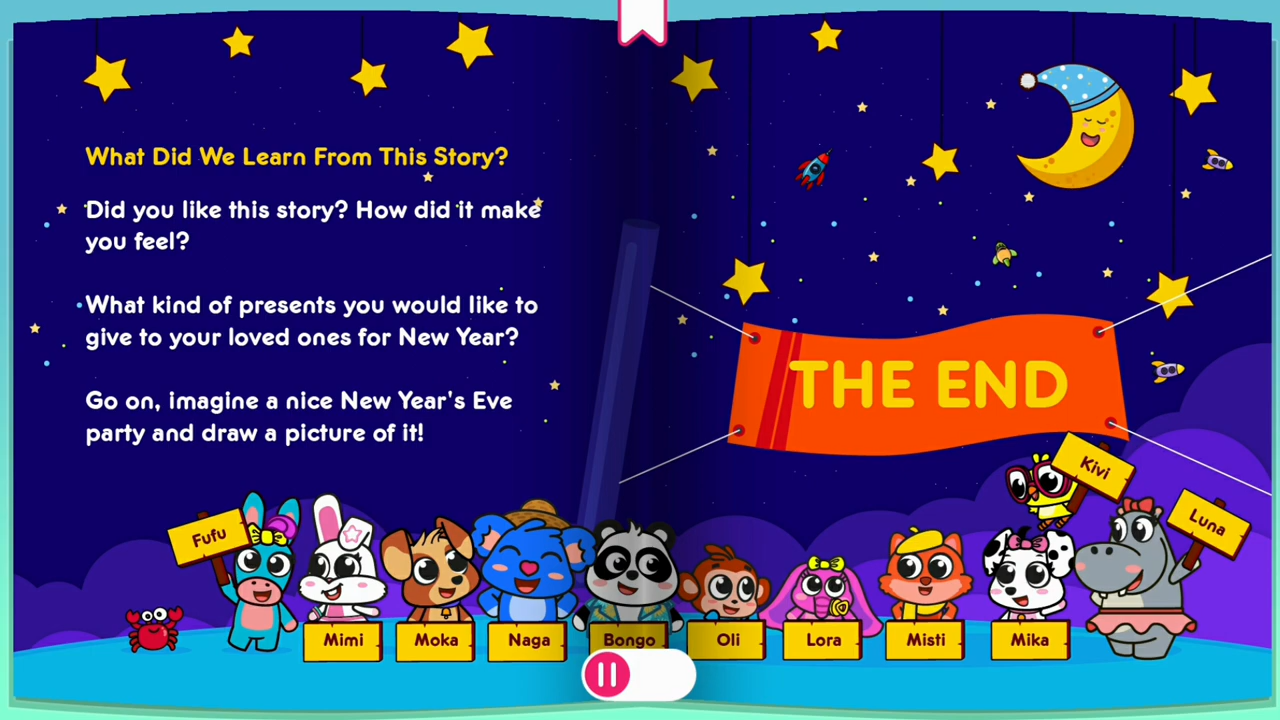 What Did We Learn From This Story?
Did you like this story? How did it make
you feel?
What kind of presents you would like to
give to your loved ones for New Year?
Go on, imagine a nice New Year's Eve
party and draw a picture of it!
THE END
Kivi
Luna
Fufu
Mimi
Moka
Naga
Bongo
Oli
Lora
Misti
Mika